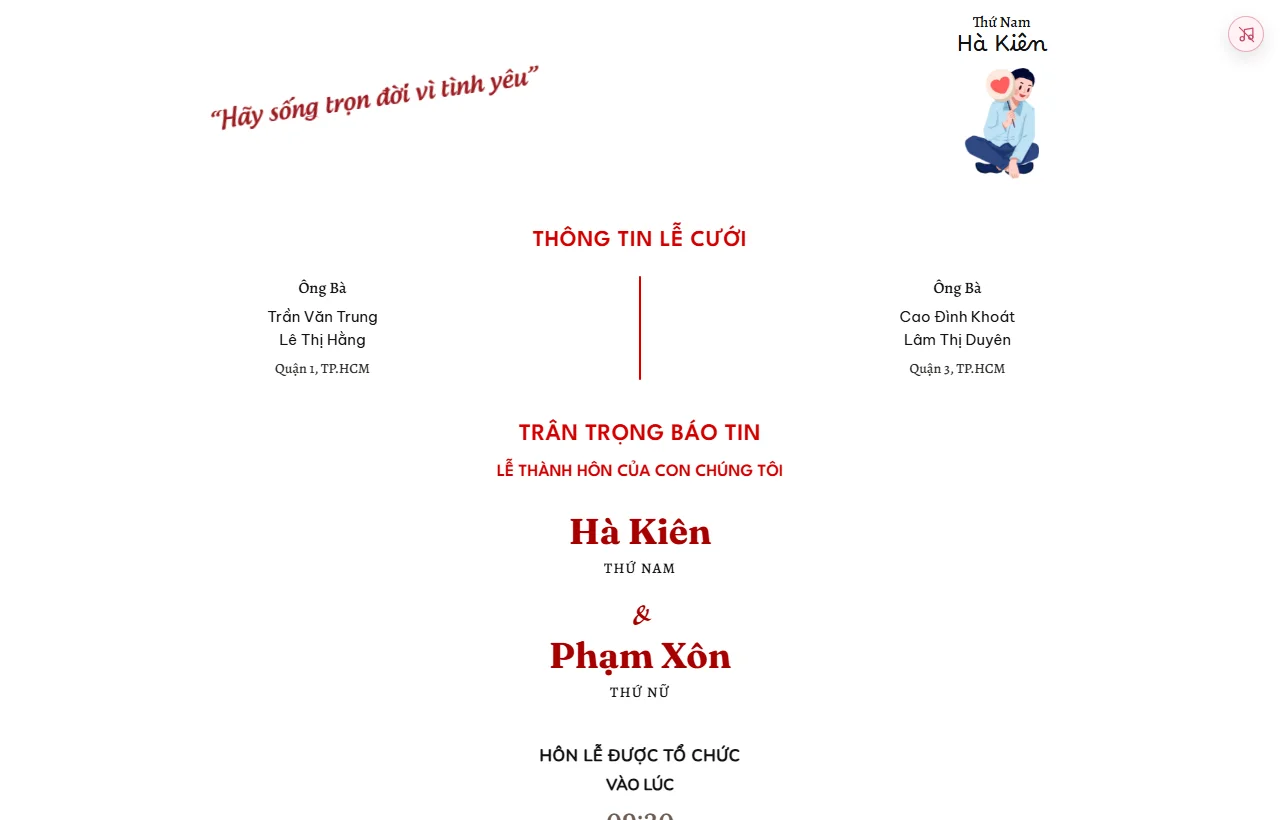 Thứ Nam
Hà Kiên
“Hãy sống trọn đời vì tình yêu”
THÔNG TIN LỄ CƯỚI
Ông Bà
Trần Văn Trung
Lê Thị Hằng
Quận 1, TP.HCM
Ông Bà
Cao Đình Khoát
Lâm Thị Duyên
Quận 3, TP.HCM
TRÂN TRỌNG BÁO TIN
LỄ THÀNH HÔN CỦA CON CHÚNG TÔI
Hà Kiên
THỨ NAM
&
Phạm Xôn
THỨ NỮ
HÔN LỄ ĐƯỢC TỔ CHỨC
VÀO LÚC